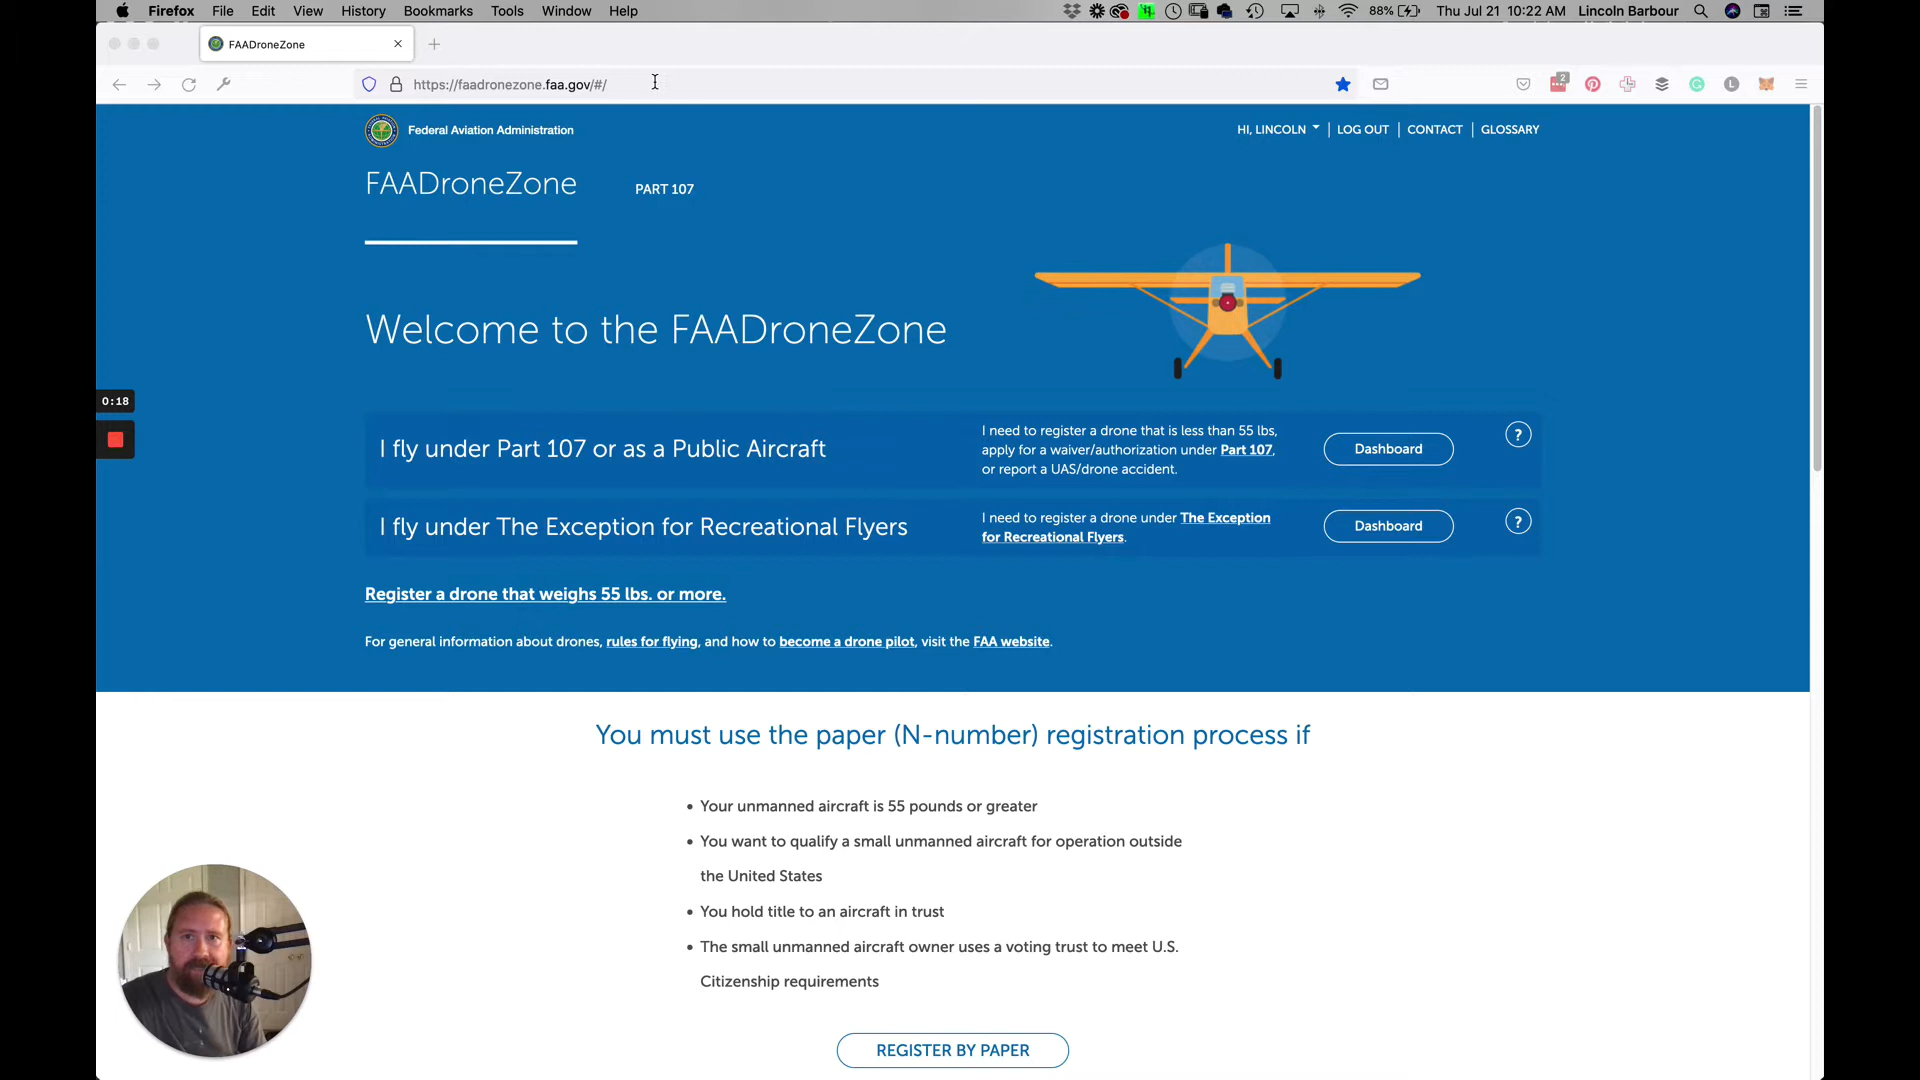 Firefox File Edit View History Bookmarks Tools Window Help 88% Thu Jul 21 10:22 AM Lincoln Barbour
FAADroneZone
https://faadronezone.faa.gov/#/
2
L
Federal Aviation Administration
HI, LINCOLN LOG OUT CONTACT GLOSSARY
FAADroneZone PART 107
Welcome to the FAADroneZone
0:18
I fly under Part 107 or as a Public Aircraft
I need to register a drone that is less than 55 lbs,
apply for a waiver/authorization under Part 107,
or report a UAS/drone accident.
Dashboard
?
I fly under The Exception for Recreational Flyers
I need to register a drone under The Exception
for Recreational Flyers.
Dashboard
?
Register a drone that weighs 55 lbs. or more.
For general information about drones, rules for flying, and how to become a drone pilot, visit the FAA website.
You must use the paper (N-number) registration process if
• Your unmanned aircraft is 55 pounds or greater
• You want to qualify a small unmanned aircraft for operation outside
the United States
• You hold title to an aircraft in trust
• The small unmanned aircraft owner uses a voting trust to meet U.S.
Citizenship requirements
REGISTER BY PAPER